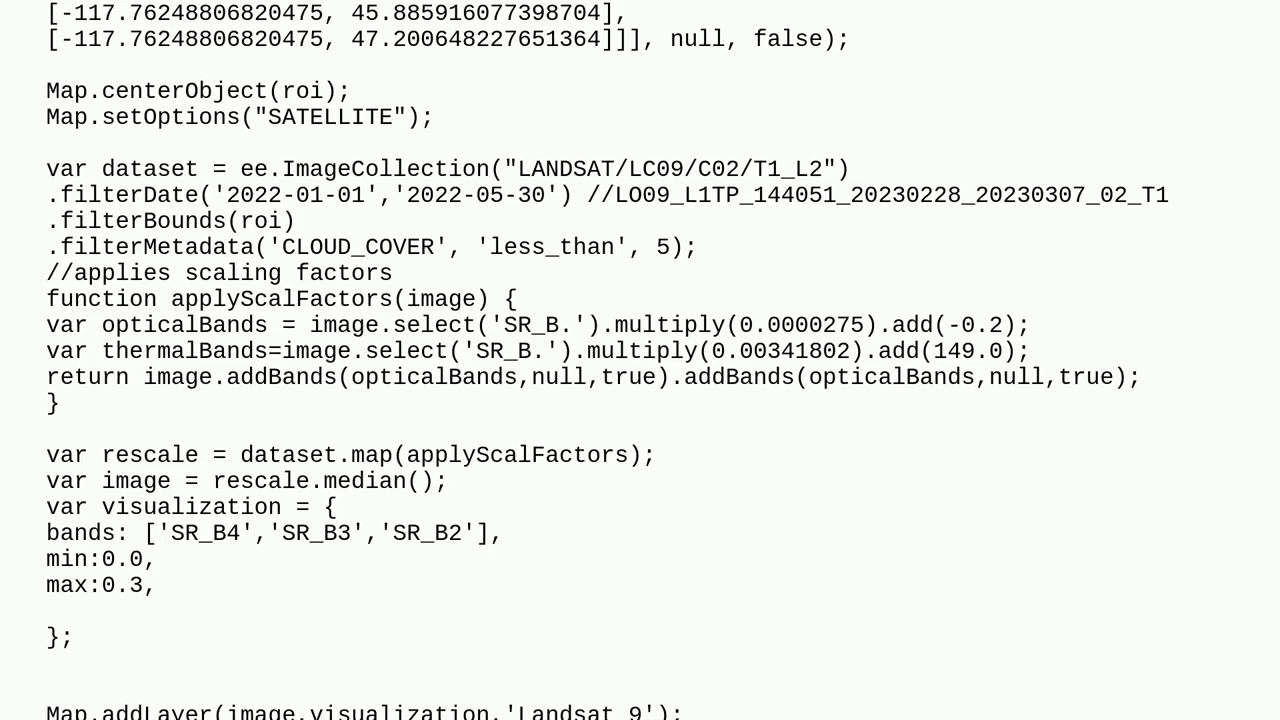 [-117.76248806820475, 45.885916077398704],
[-117.76248806820475, 47.200648227651364]]], null, false);
Map.centerObject(roi);
Map.setOptions("SATELLITE");
var dataset = ee.ImageCollection("LANDSAT/LC09/C02/T1_L2")
.filterDate('2022-01-01','2022-05-30') //LO09_L1TP_144051_20230228_20230307_02_T1
.filterBounds(roi)
.filterMetadata('CLOUD_COVER', 'less_than', 5);
//applies scaling factors
function applyScalFactors(image) {
var opticalBands = image.select('SR_B.').multiply(0.0000275).add(-0.2);
var thermalBands=image.select('SR_B.').multiply(0.00341802).add(149.0);
return image.addBands(opticalBands,null,true).addBands(opticalBands,null,true);
}
var rescale = dataset.map(applyScalFactors);
var image = rescale.median();
var visualization = {
bands: ['SR_B4','SR_B3','SR_B2'],
min:0.0,
max:0.3,
};
Map.addLayer(image,visualization,'Landsat 9');